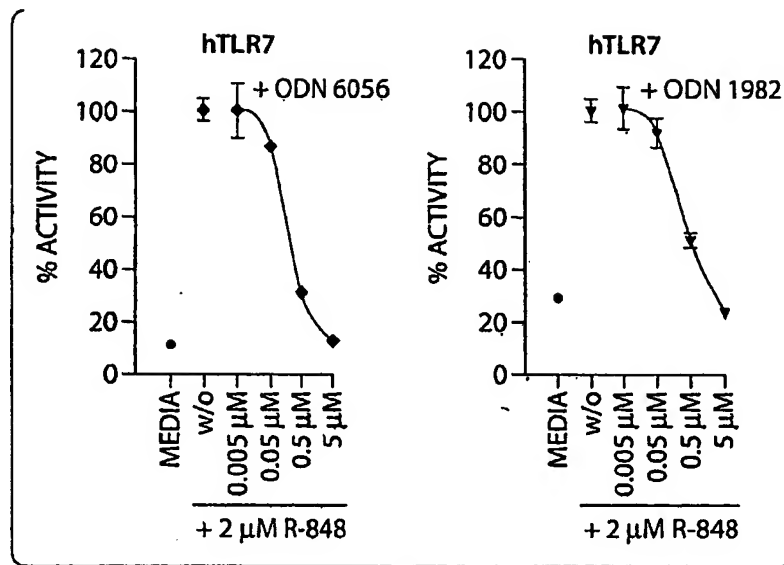 hTLR7
120
100
80
60
40
20
0
% ACTIVITY
+ ODN 6056
MEDIA
w/o
0.005 µM
0.05 µM
0.5 µM
5 µM
+ 2 µM R-848
hTLR7
120
100
80
60
40
20
0
% ACTIVITY
+ ODN 1982
MEDIA
w/o
0.005 µM
0.05 µM
0.5 µM
5 µM
+ 2 µM R-848